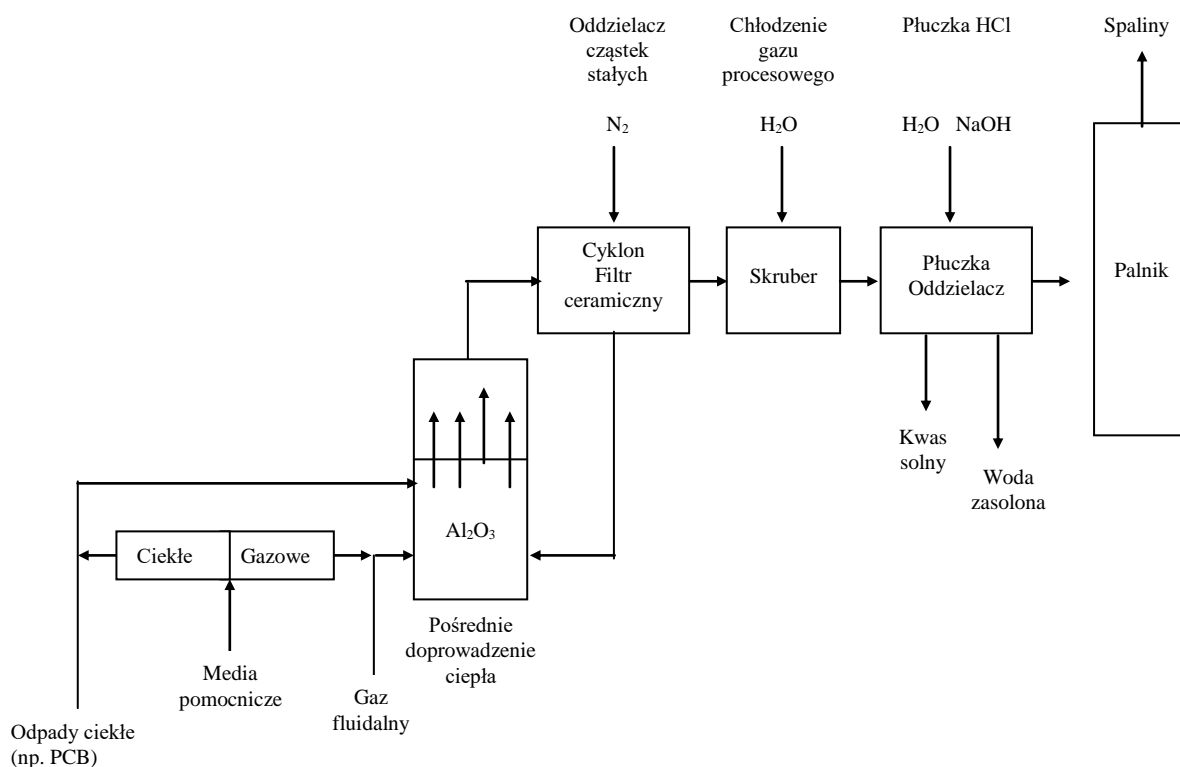 Oddzielacz
cząstek
stałych
Chłodzenie
gazu
procesowego
Płuczka HCl
Spaliny
N₂
H₂O
H₂O NaOH
Cyklon
Filtr
ceramiczny
Skruber
Płuczka
Oddzielacz
Palnik
Kwas
solny
Woda
zasolona
Al₂O₃
Ciekłe
Gazowe
Pośrednie
doprowadzenie
ciepła
Media
pomocnicze
Gaz
fluidalny
Odpady ciekłe
(np. PCB)